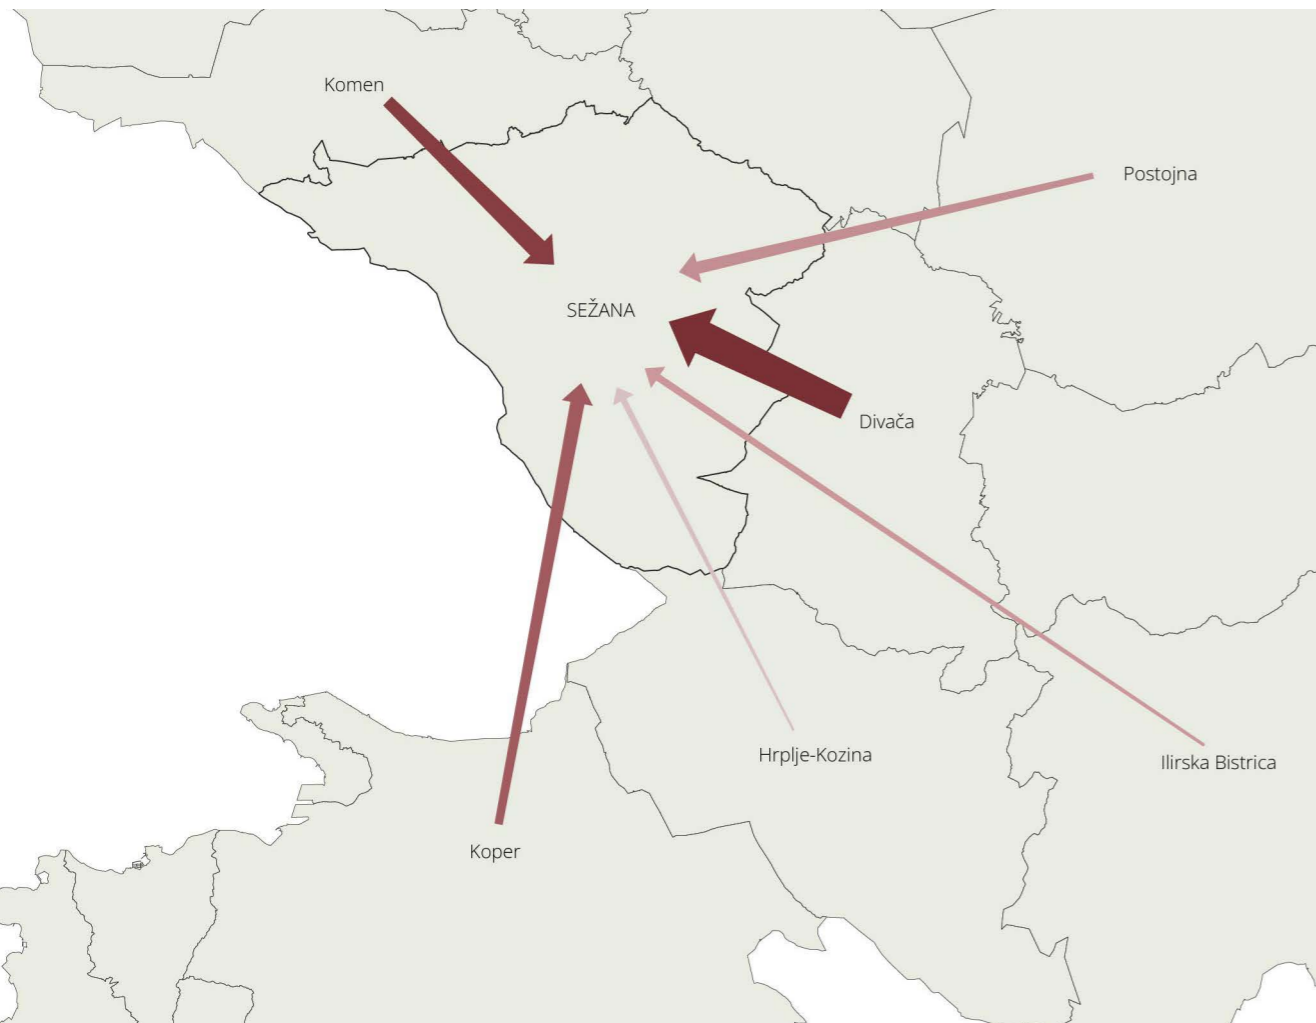 Komen
Postojna
SEŽANA
Divača
Hrplje-Kozina
Ilirska Bistrica
Koper